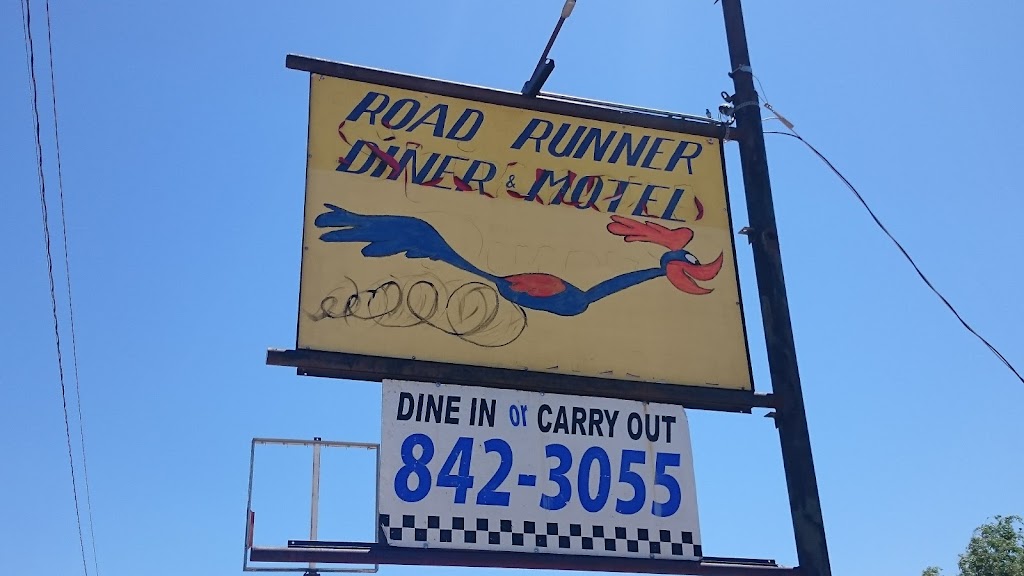 ROAD RUNNER
DINER & MOTEL
DINE IN or CARRY OUT
842-3055